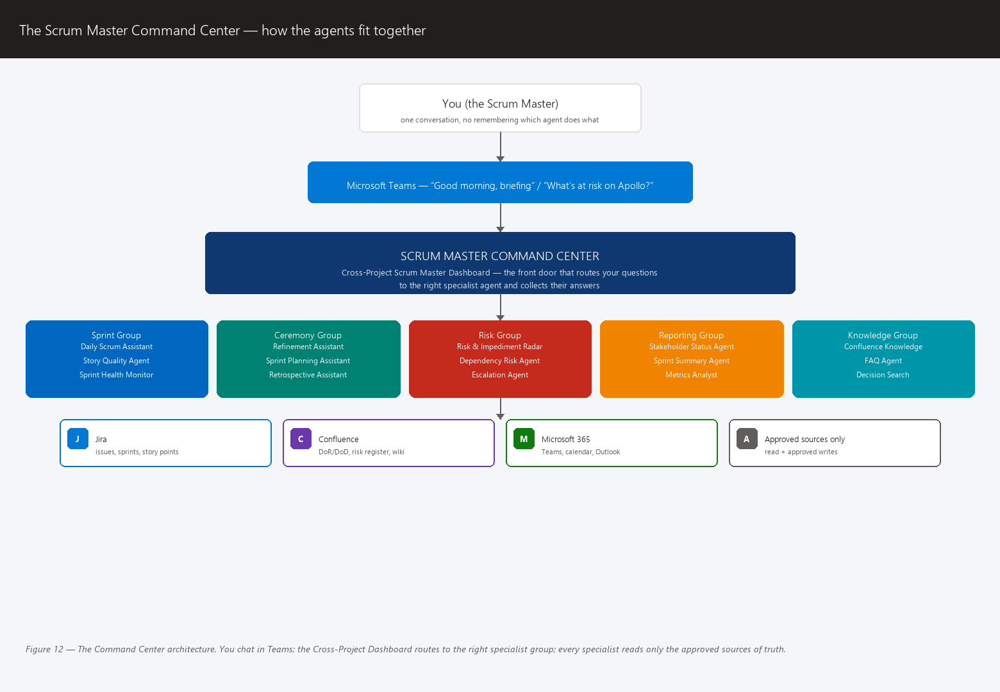 The Scrum Master Command Center — how the agents fit together
You (the Scrum Master)
one conversation, no remembering which agent does what
Microsoft Teams — “Good morning, briefing” / “What’s at risk on Apollo?”
SCRUM MASTER COMMAND CENTER
Cross-Project Scrum Master Dashboard — the front door that routes your questions
to the right specialist agent and collects their answers
Sprint Group
Daily Scrum Assistant
Story Quality Agent
Sprint Health Monitor
Ceremony Group
Refinement Assistant
Sprint Planning Assistant
Retrospective Assistant
Risk Group
Risk & Impediment Radar
Dependency Risk Agent
Escalation Agent
Reporting Group
Stakeholder Status Agent
Sprint Summary Agent
Metrics Analyst
Knowledge Group
Confluence Knowledge
FAQ Agent
Decision Search
J
Jira
issues, sprints, story points
C
Confluence
DoR/DoD, risk register, wiki
M
Microsoft 365
Teams, calendar, Outlook
A
Approved sources only
read + approved writes
Figure 12 — The Command Center architecture. You chat in Teams; the Cross-Project Dashboard routes to the right specialist group; every specialist reads only the approved sources of truth.